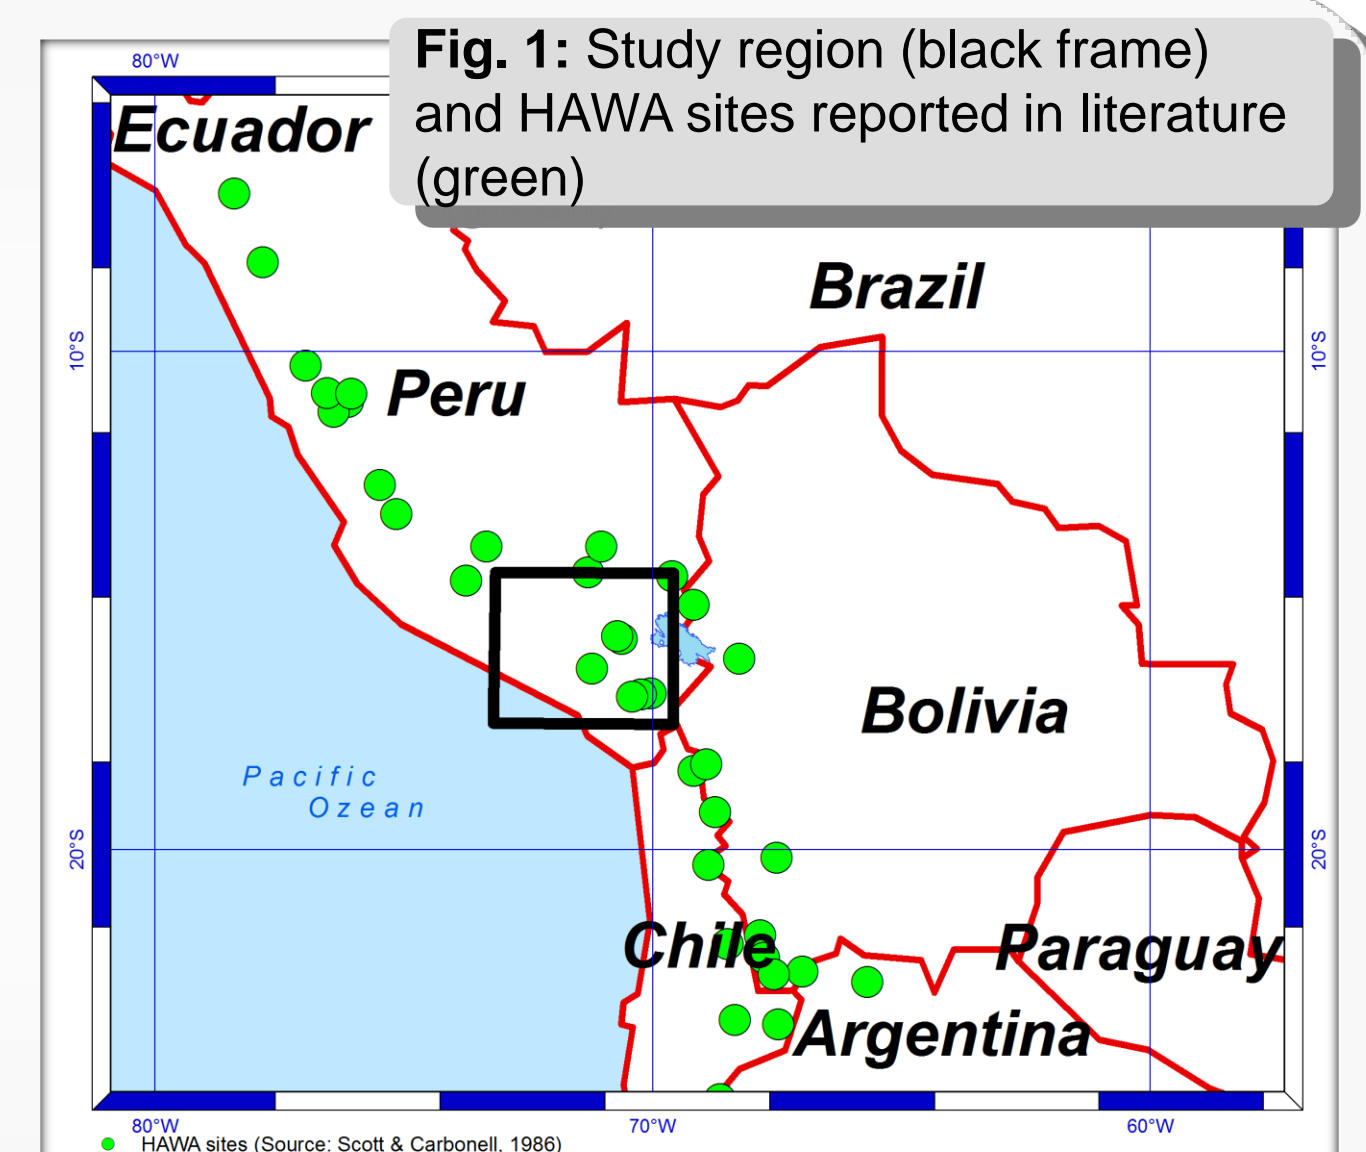 Fig. 1: Study region (black frame)
and HAWA sites reported in literature
(green)
80°W
Ecuador
Brazil
10°S
10°S
Peru
Bolivia
Pacific
Ozean
20°S
20°S
Chile
Paraguay
Argentina
80°W
70°W
60°W
HAWA sites (Source: Scott & Carbonell, 1986)